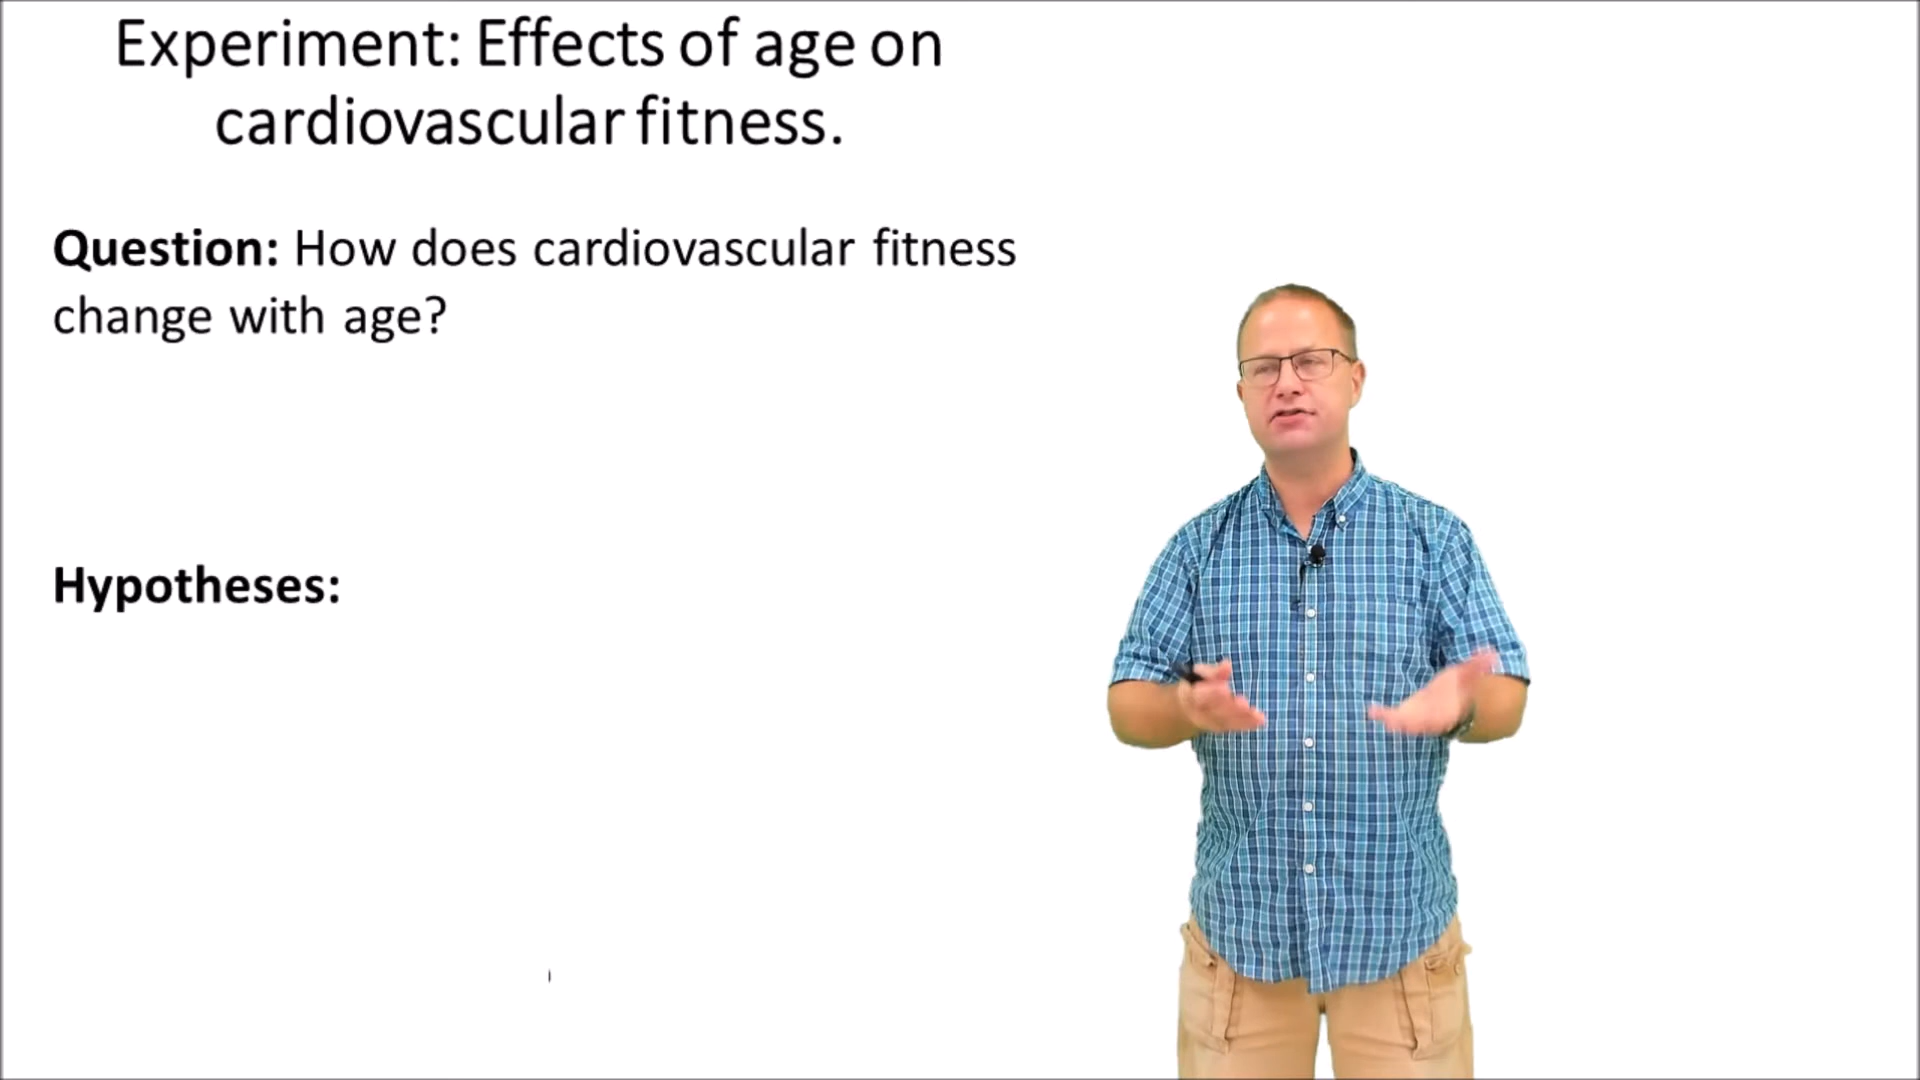 Experiment: Effects of age on
cardiovascular fitness.
Question: How does cardiovascular fitness
change with age?
Hypotheses: